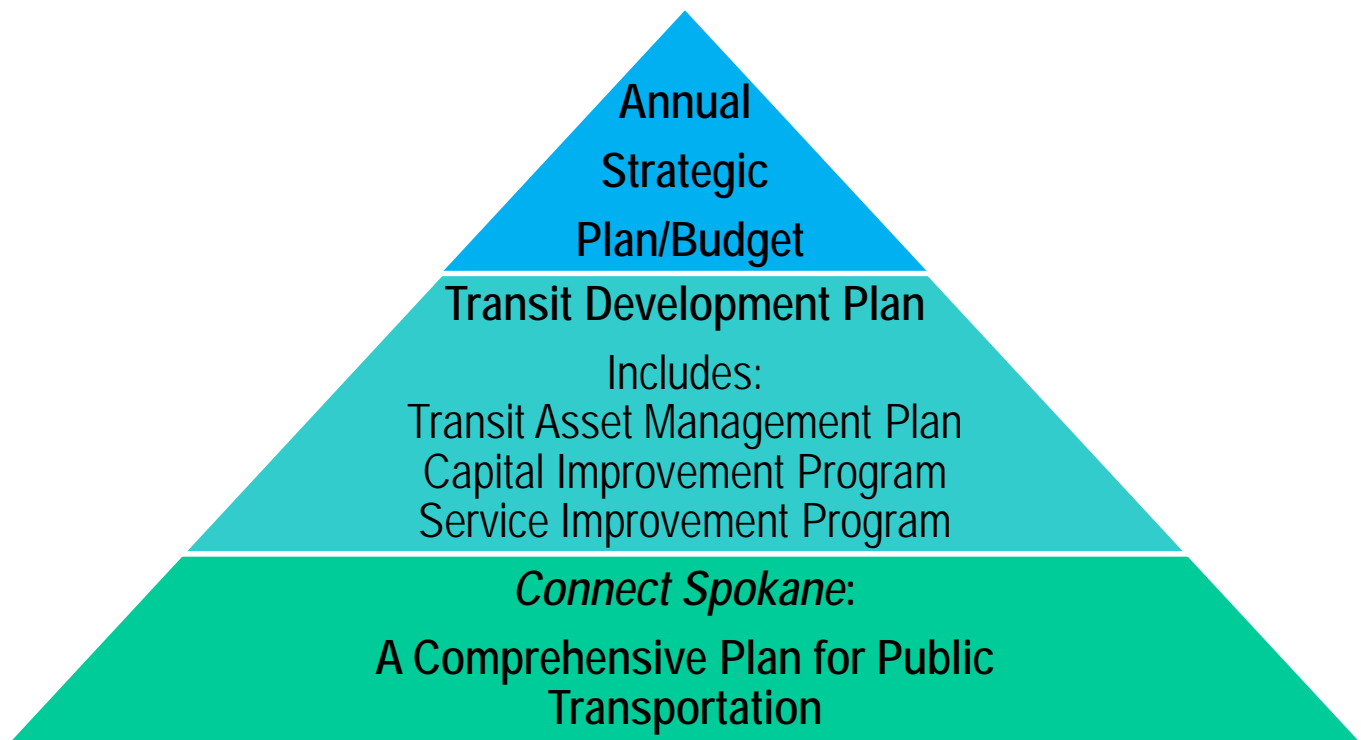 Annual
Strategic
Plan/Budget
Transit Development Plan
Includes:
Transit Asset Management Plan
Capital Improvement Program
Service Improvement Program
Connect Spokane:
A Comprehensive Plan for Public
Transportation